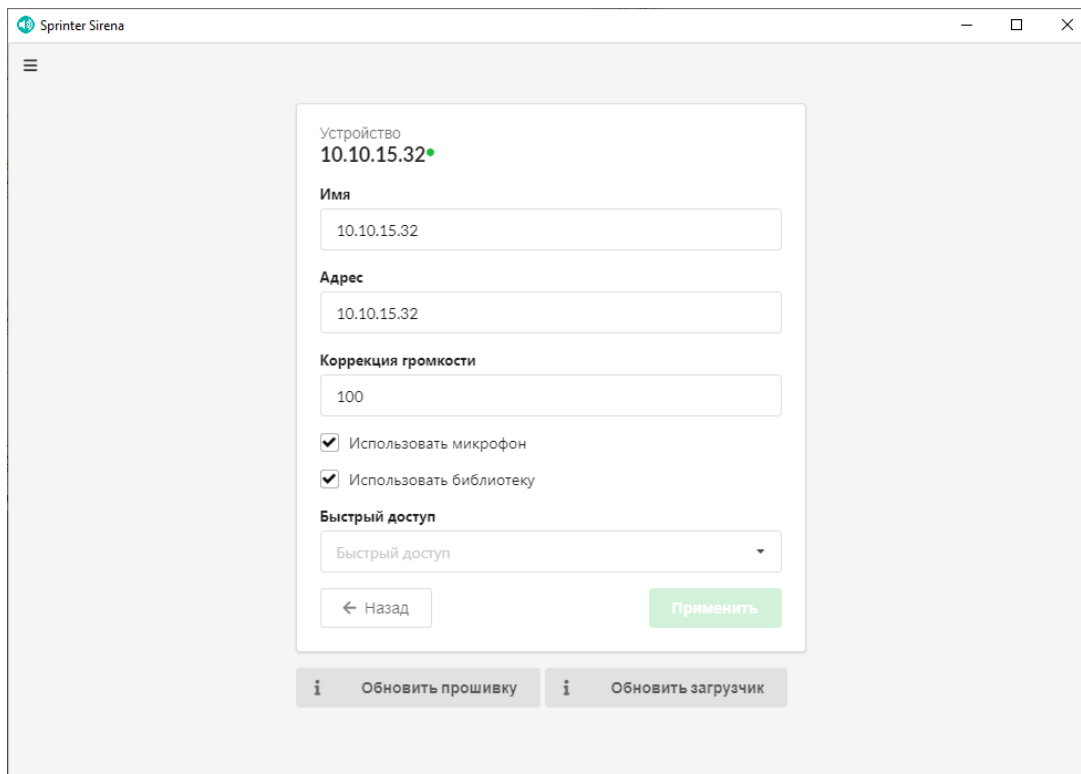 Sprinter Sirena
Устройство
10.10.15.32
Имя
10.10.15.32
Адрес
10.10.15.32
Коррекция громкости
100
Использовать микрофон
Использовать библиотеку
Быстрый доступ
Быстрый доступ
Назад
Применить
Обновить прошивку
Обновить загрузчик